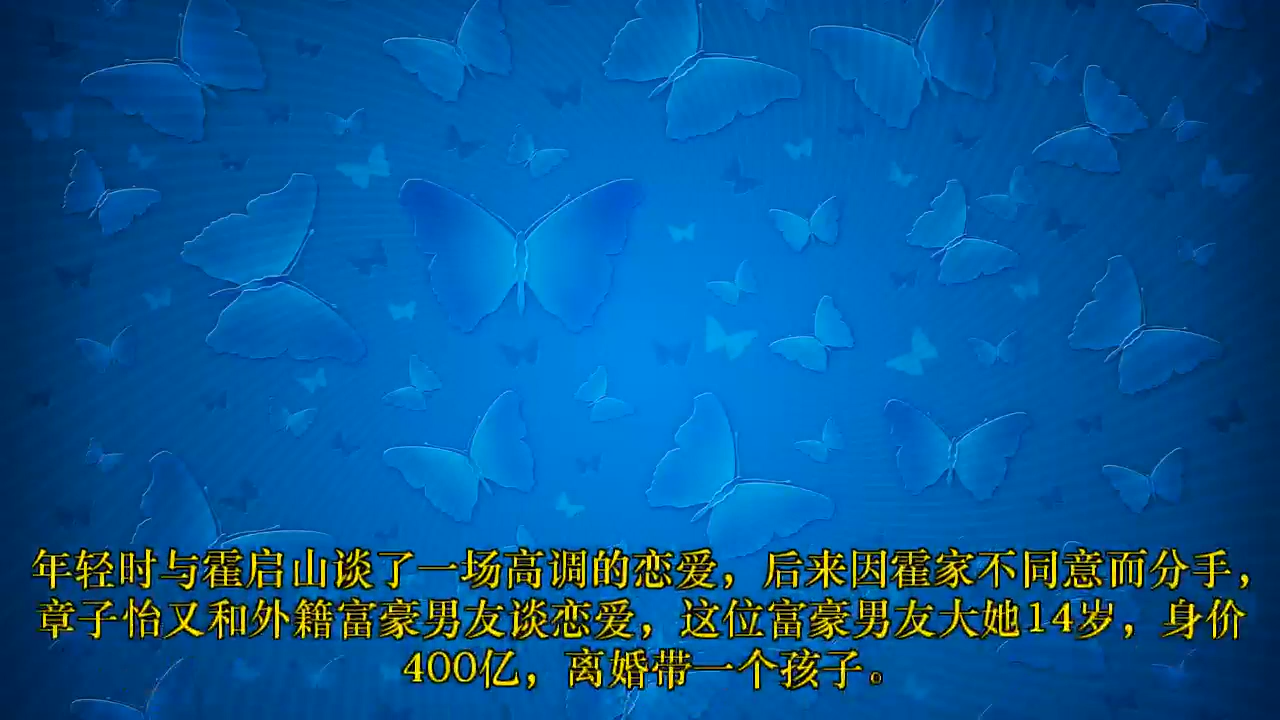 年轻时与霍启山谈了一场高调的恋爱，后来因霍家不同意而分手，
章子怡又和外籍富豪男友谈恋爱，这位富豪男友大她14岁，身价
400亿，离婚带一个孩子。